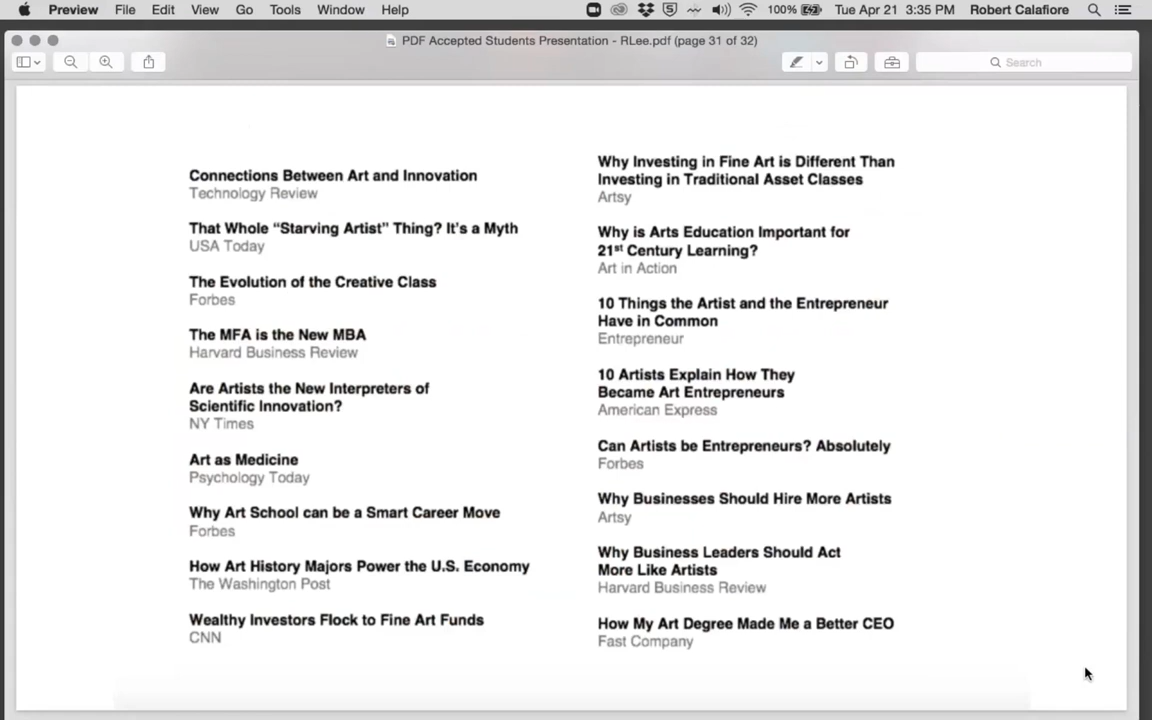 Preview File Edit View Go Tools Window Help 100% Tue Apr 21 3:35 PM Robert Calafiore
PDF Accepted Students Presentation - RLee.pdf (page 31 of 32)
Search
Connections Between Art and Innovation
Technology Review
That Whole “Starving Artist” Thing? It’s a Myth
USA Today
The Evolution of the Creative Class
Forbes
The MFA is the New MBA
Harvard Business Review
Are Artists the New Interpreters of
Scientific Innovation?
NY Times
Art as Medicine
Psychology Today
Why Art School can be a Smart Career Move
Forbes
How Art History Majors Power the U.S. Economy
The Washington Post
Wealthy Investors Flock to Fine Art Funds
CNN
Why Investing in Fine Art is Different Than
Investing in Traditional Asset Classes
Artsy
Why is Arts Education Important for
21st Century Learning?
Art in Action
10 Things the Artist and the Entrepreneur
Have in Common
Entrepreneur
10 Artists Explain How They
Became Art Entrepreneurs
American Express
Can Artists be Entrepreneurs? Absolutely
Forbes
Why Businesses Should Hire More Artists
Artsy
Why Business Leaders Should Act
More Like Artists
Harvard Business Review
How My Art Degree Made Me a Better CEO
Fast Company